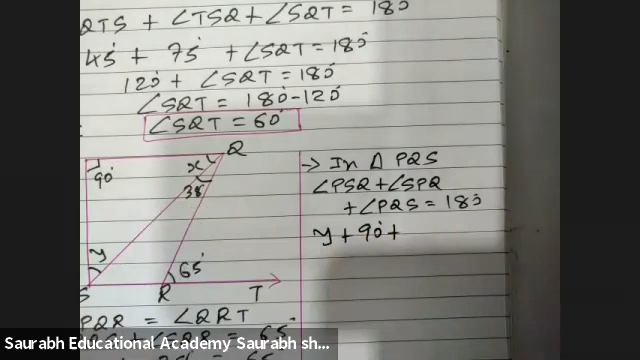 QTS + ∠TSQ + ∠SQT = 180°
45° + 75° + ∠SQT = 180°
120° + ∠SQT = 180°
∠SQT = 180° - 120°
∠SQT = 60°
Q
x
90°
38°
y
65°
S
R
T
→ In Δ PQS
∠PSQ + ∠SPQ
+ ∠PQS = 180°
y + 90° +
PQR = ∠QRT
= 65°
Saurabh Educational Academy Saurabh sh...